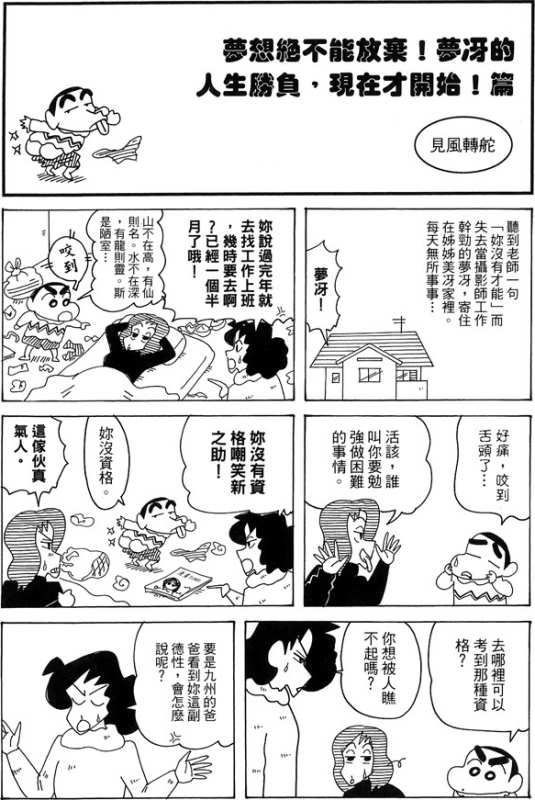 夢想絕不能放棄!夢冴的
人生勝負,現在才開始!篇
見風轉舵
聽到老師一句
「妳沒有才能」而
失去當攝影師工作
幹勁的夢冴,寄住
在姊姊美冴家裡。
每天無所事事…
夢冴!
妳說過完年就
去找工作上班
,幾時要去啊
?已經一個半
月了哦!
山不在高,有仙
則名。水不在深
,有龍則靈。斯
是陋室…
咬到
好痛,咬到
舌頭了…
活該,誰
叫你要勉
強做困難
的事情。
妳沒有資
格嘲笑新
之助!
妳沒資格。
這傢伙真
氣人。
去哪裡可以
考到那種資
格?
你想被人瞧
不起嗎?
要是九州的爸
爸看到妳這副
德性,會怎麼
說呢?